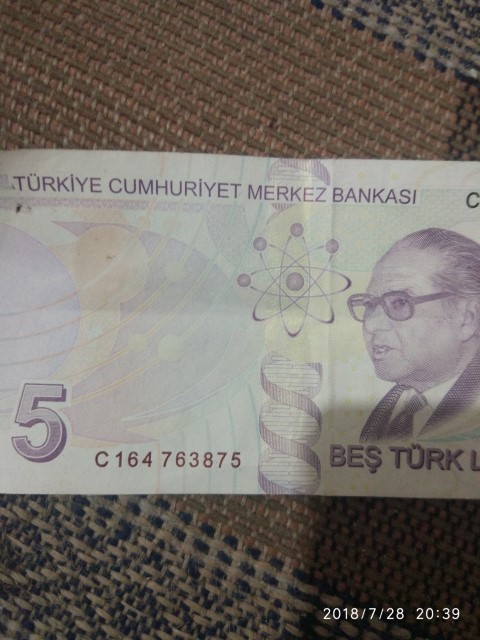 TÜRKİYE CUMHURİYET MERKEZ BANKASI
C
5
C164 763875
BEŞ TÜRK L
2018/7/28 20:39